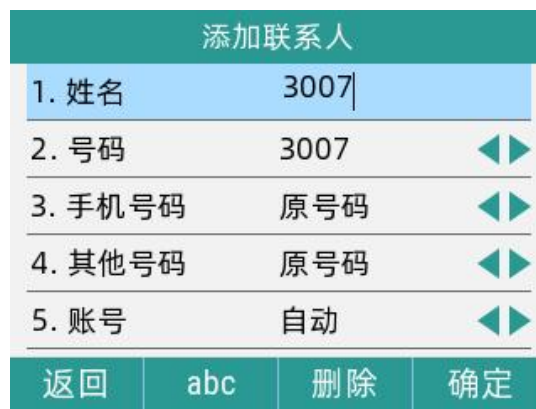 添加联系人
1. 姓名 3007
2. 号码 3007
3. 手机号码 原号码
4. 其他号码 原号码
5. 账号 自动
返回 abc 删除 确定